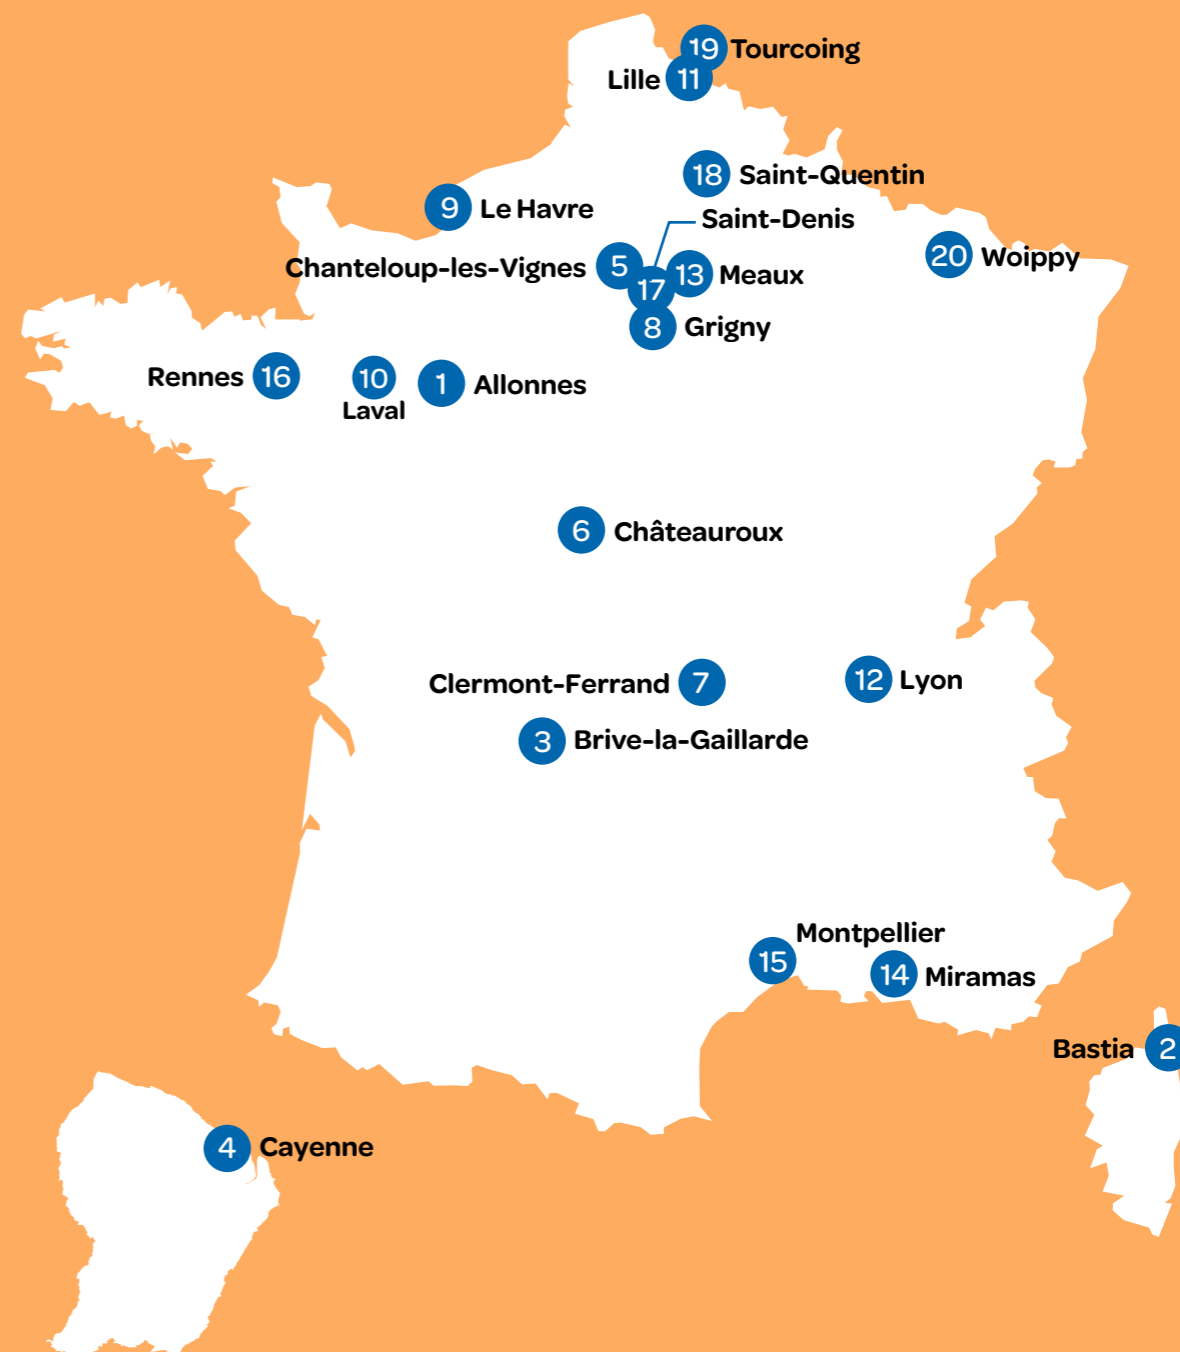 19 Tourcoing
Lille 11
18 Saint-Quentin
9 Le Havre
Saint-Denis
17
Chanteloup-les-Vignes 5
13 Meaux
20 Woippy
8 Grigny
Rennes 16
10
Laval
1 Allonnes
6 Châteauroux
Clermont-Ferrand 7
12 Lyon
3 Brive-la-Gaillarde
Montpellier
15
14 Miramas
Bastia 2
4 Cayenne